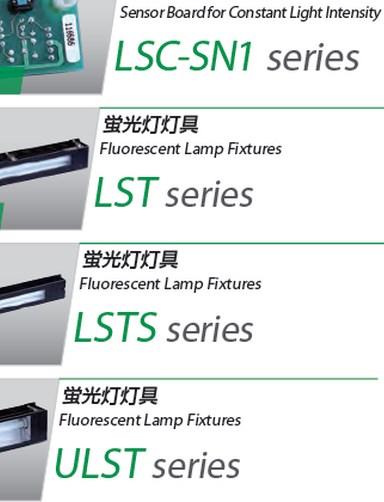 Sensor Board for Constant Light Intensity
LSC-SN1 series
蛍光灯灯具
Fluorescent Lamp Fixtures
LST series
蛍光灯灯具
Fluorescent Lamp Fixtures
LSTS series
蛍光灯灯具
Fluorescent Lamp Fixtures
ULST series